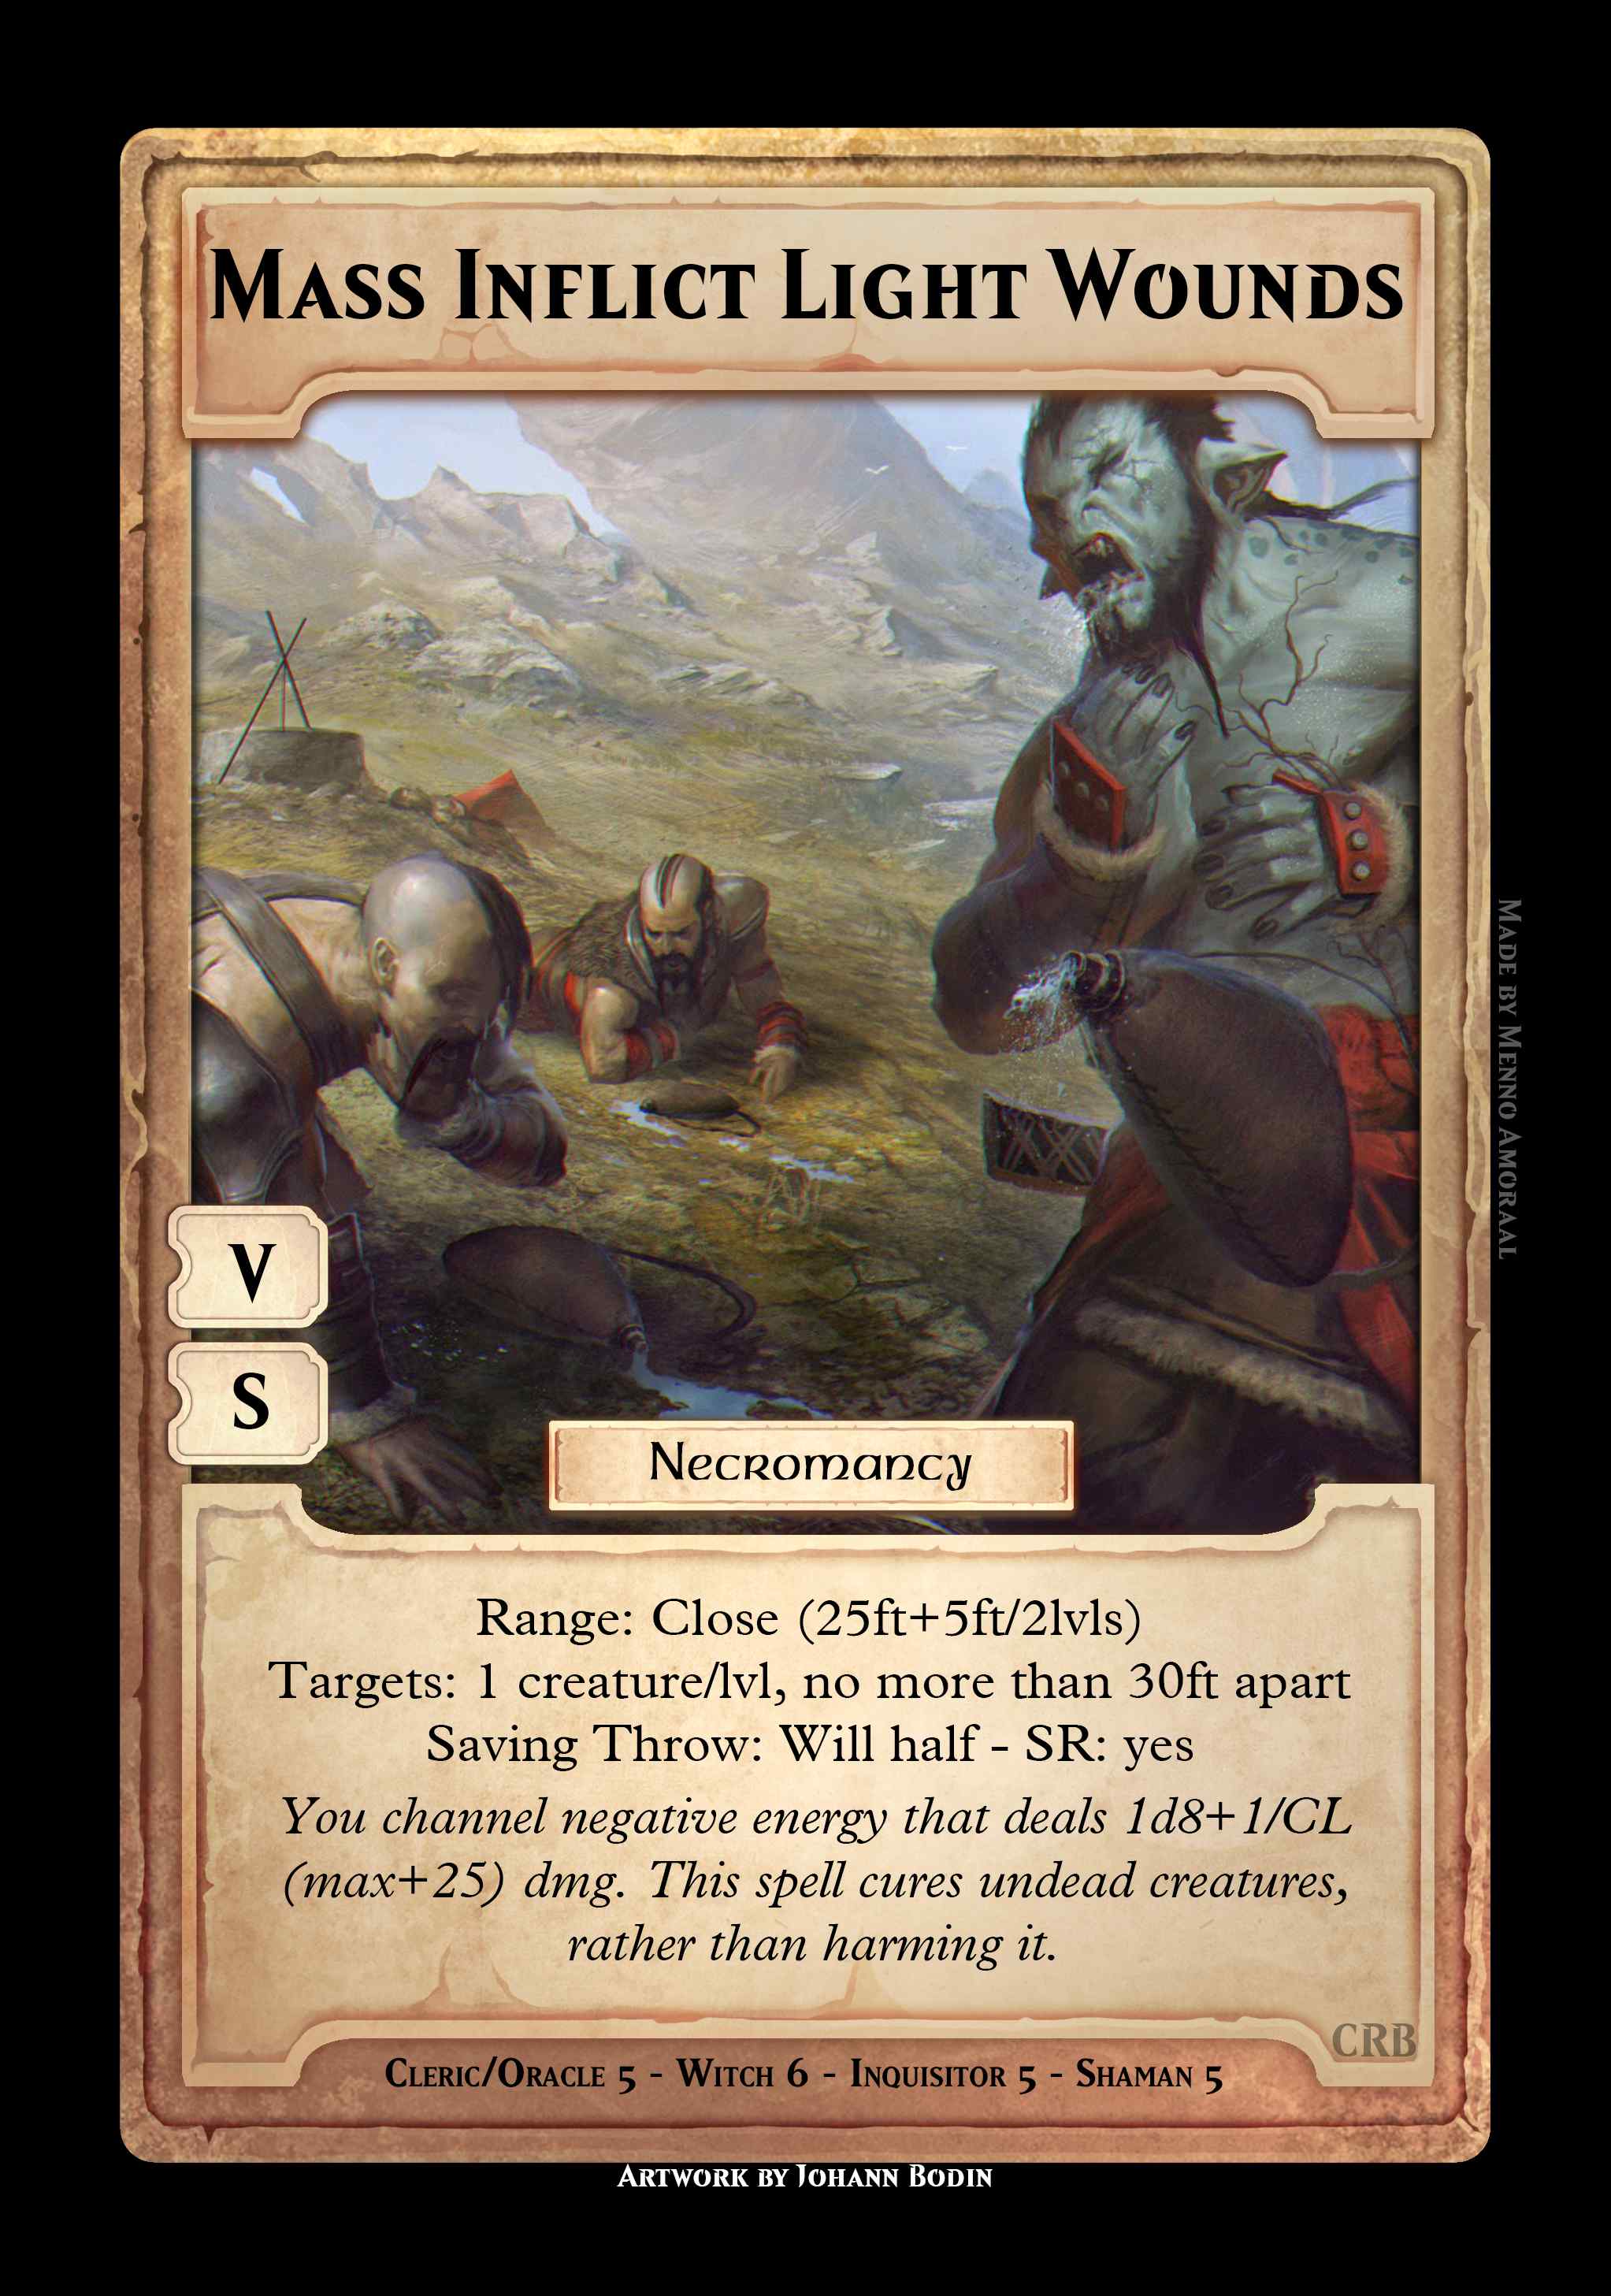 Mass Inflict Light Wounds
V
S
Necromancy
Range: Close (25ft+5ft/2lvls)
Targets: 1 creature/lvl, no more than 30ft apart
Saving Throw: Will half - SR: yes
You channel negative energy that deals 1d8+1/CL
(max+25) dmg. This spell cures undead creatures,
rather than harming it.
CRB
Cleric/Oracle 5 - Witch 6 - Inquisitor 5 - Shaman 5
Artwork by Johann Bodin
Made by Menno Amoraal